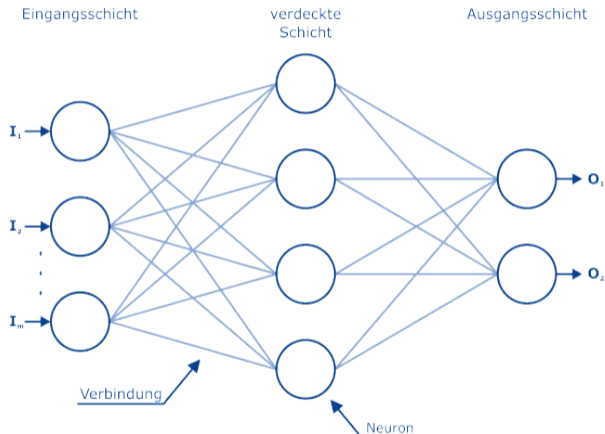 Eingangsschicht
verdeckte
Schicht
Ausgangsschicht
I₁
I₂
Iₘ
O₁
O₂
Verbindung
Neuron